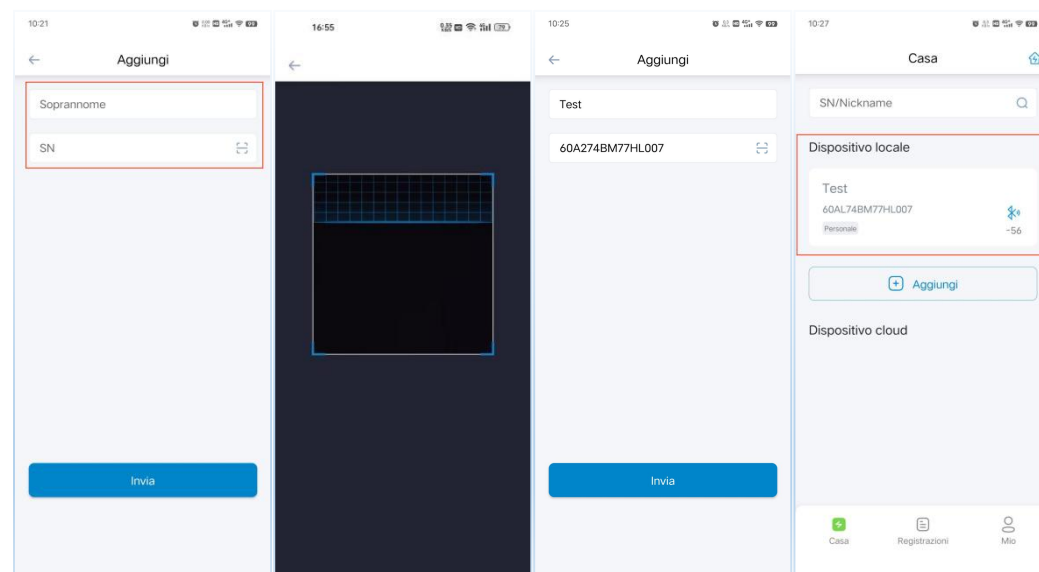 10:21
Aggiungi
Soprannome
SN
Invia
16:55
10:25
Aggiungi
Test
60A274BM77HL007
Invia
10:27
Casa
SN/Nickname
Dispositivo locale
Test
60AL74BM77HL007
Personale
-56
Aggiungi
Dispositivo cloud
Casa
Registrazioni
Mio